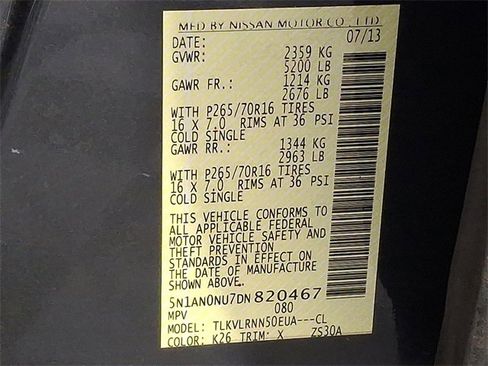 MFD BY NISSAN MOTOR CO., LTD.
DATE: 07/13
GVWR: 2359 KG
5200 LB
GAWR FR.: 1214 KG
2676 LB
WITH P265/70R16 TIRES
16 X 7.0 RIMS AT 36 PSI
COLD SINGLE
GAWR RR.: 1344 KG
2963 LB
WITH P265/70R16 TIRES
16 X 7.0 RIMS AT 36 PSI
COLD SINGLE
THIS VEHICLE CONFORMS TO
ALL APPLICABLE FEDERAL
MOTOR VEHICLE SAFETY AND
THEFT PREVENTION
STANDARDS IN EFFECT ON
THE DATE OF MANUFACTURE
SHOWN ABOVE.
5N1AN0NU7DN820467
MPV 080
MODEL: TLKVLRNN50EUA---CL
COLOR: K26 TRIM: X ZS30A